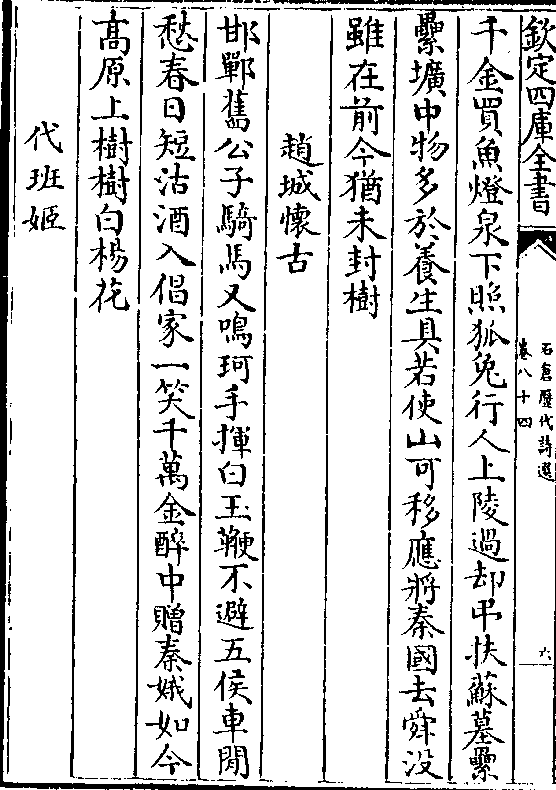 欽定四庫全書
石倉歴代詩選
卷八十四
六
千金買魚燈泉下照狐兔行人上陵過却弔扶蘇墓纍
纍壙中物多於養生具若使山可移應將秦國去舜没
雖在前今猶未封樹
趙城懷古
邯鄲舊公子騎馬又鳴珂手揮白玉鞭不避五侯車閒
愁春日短沽酒入倡家一笑千萬金醉中贈秦娥如今
髙原上樹樹白楊花
代班姬